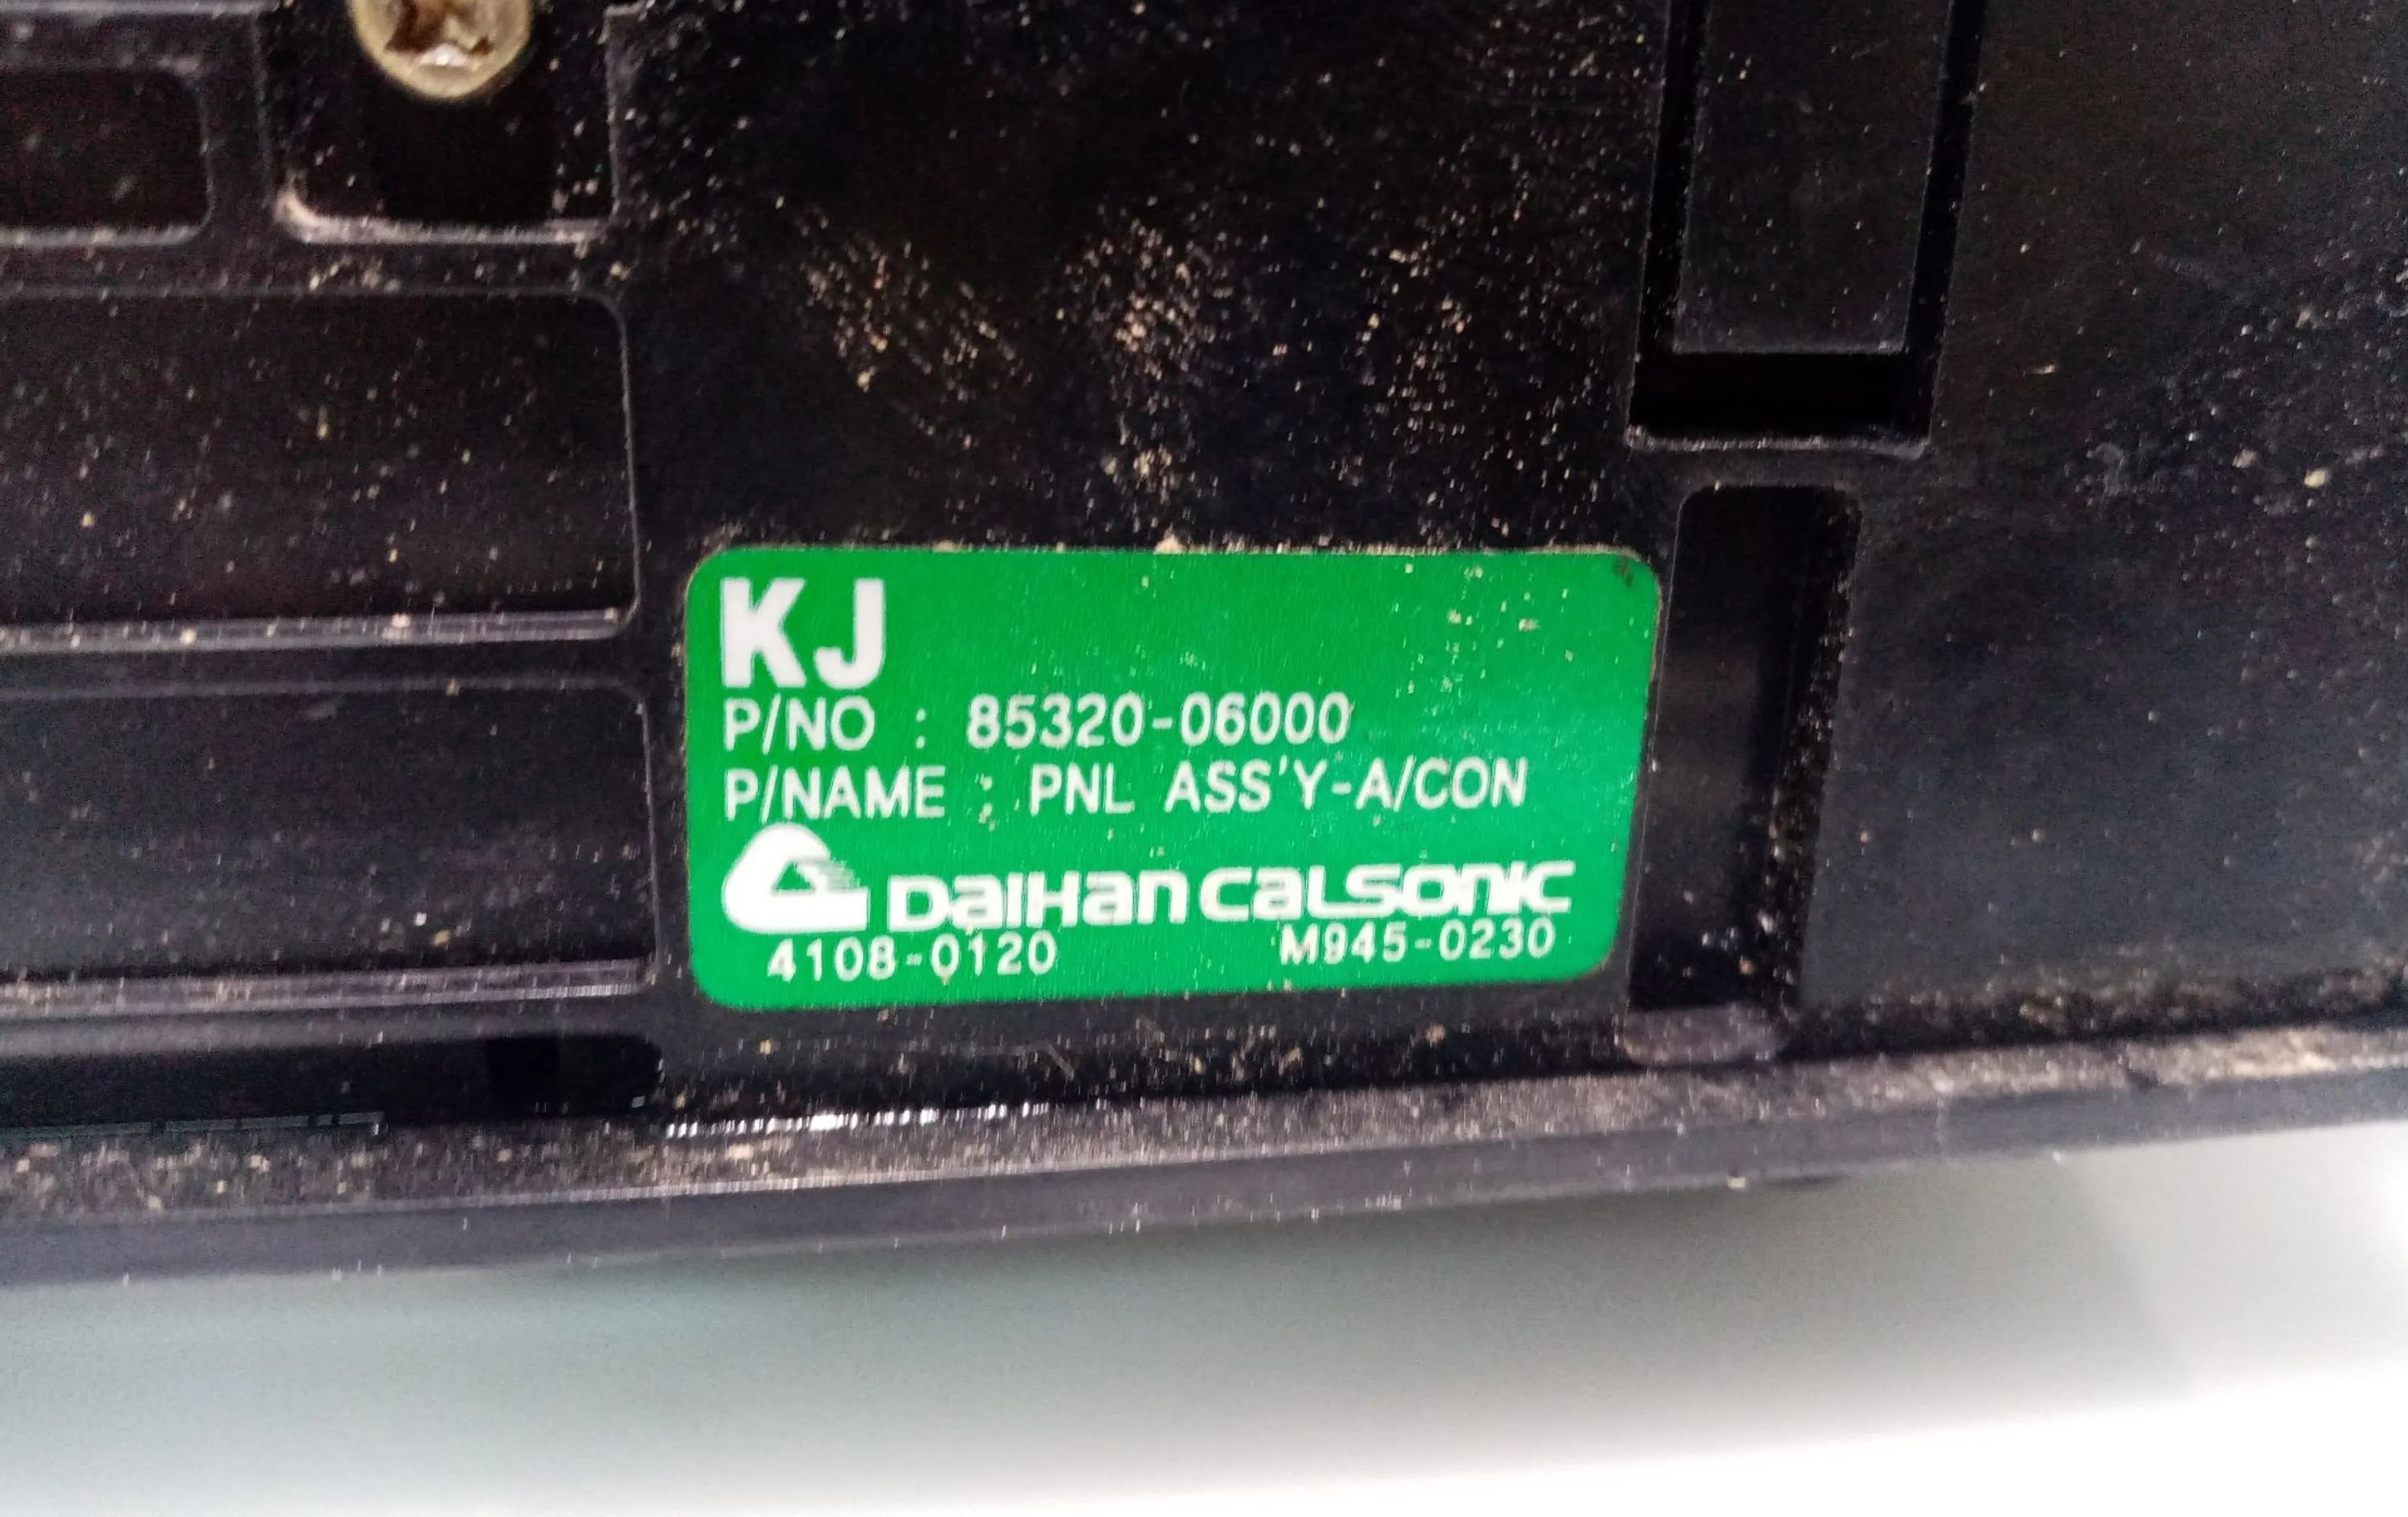 KJ
P/NO : 85320-06000
P/NAME : PNL ASS'Y-A/CON
DAIHAN CALSONIC
4108-0120 M945-0230